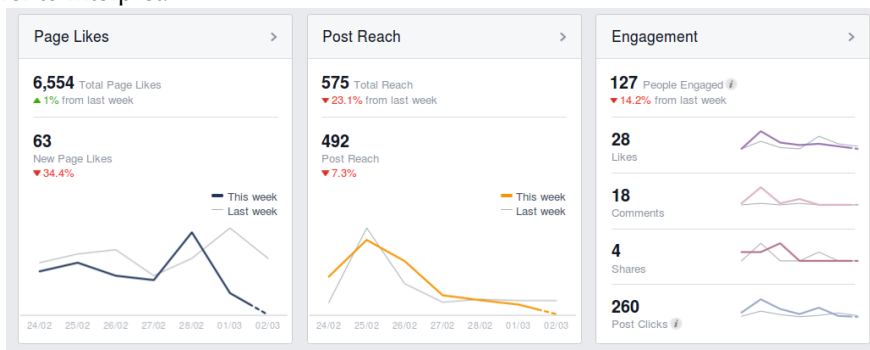 Page Likes
6,554 Total Page Likes
1% from last week
63
New Page Likes
34.4%
This week
Last week
24/02 25/02 26/02 27/02 28/02 01/03 02/03
Post Reach
575 Total Reach
23.1% from last week
492
Post Reach
7.3%
This week
Last week
24/02 25/02 26/02 27/02 28/02 01/03 02/03
Engagement
127 People Engaged
14.2% from last week
28
Likes
18
Comments
4
Shares
260
Post Clicks